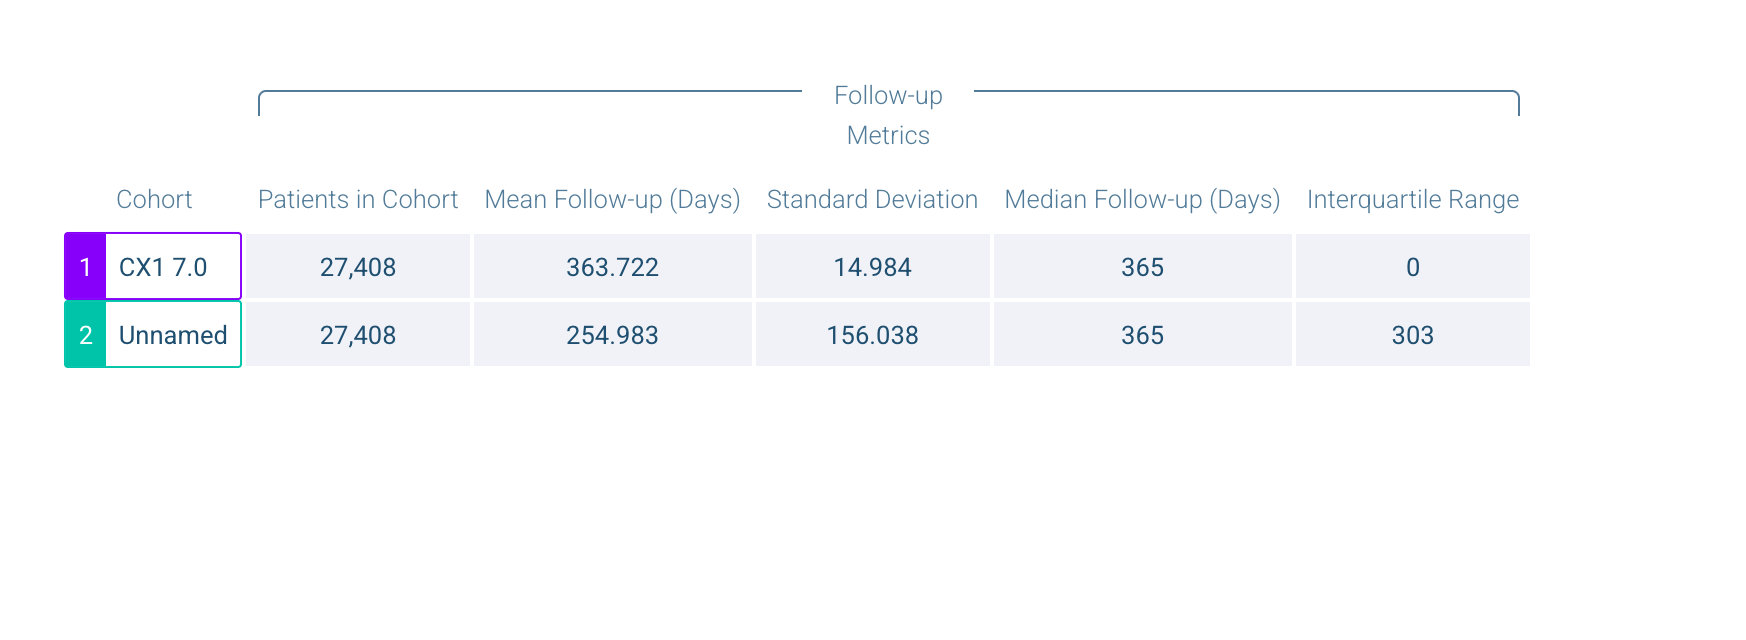 Follow-up
Metrics
Cohort Patients in Cohort Mean Follow-up (Days) Standard Deviation Median Follow-up (Days) Interquartile Range
1 CX1 7.0 27,408 363.722 14.984 365 0
2 Unnamed 27,408 254.983 156.038 365 303